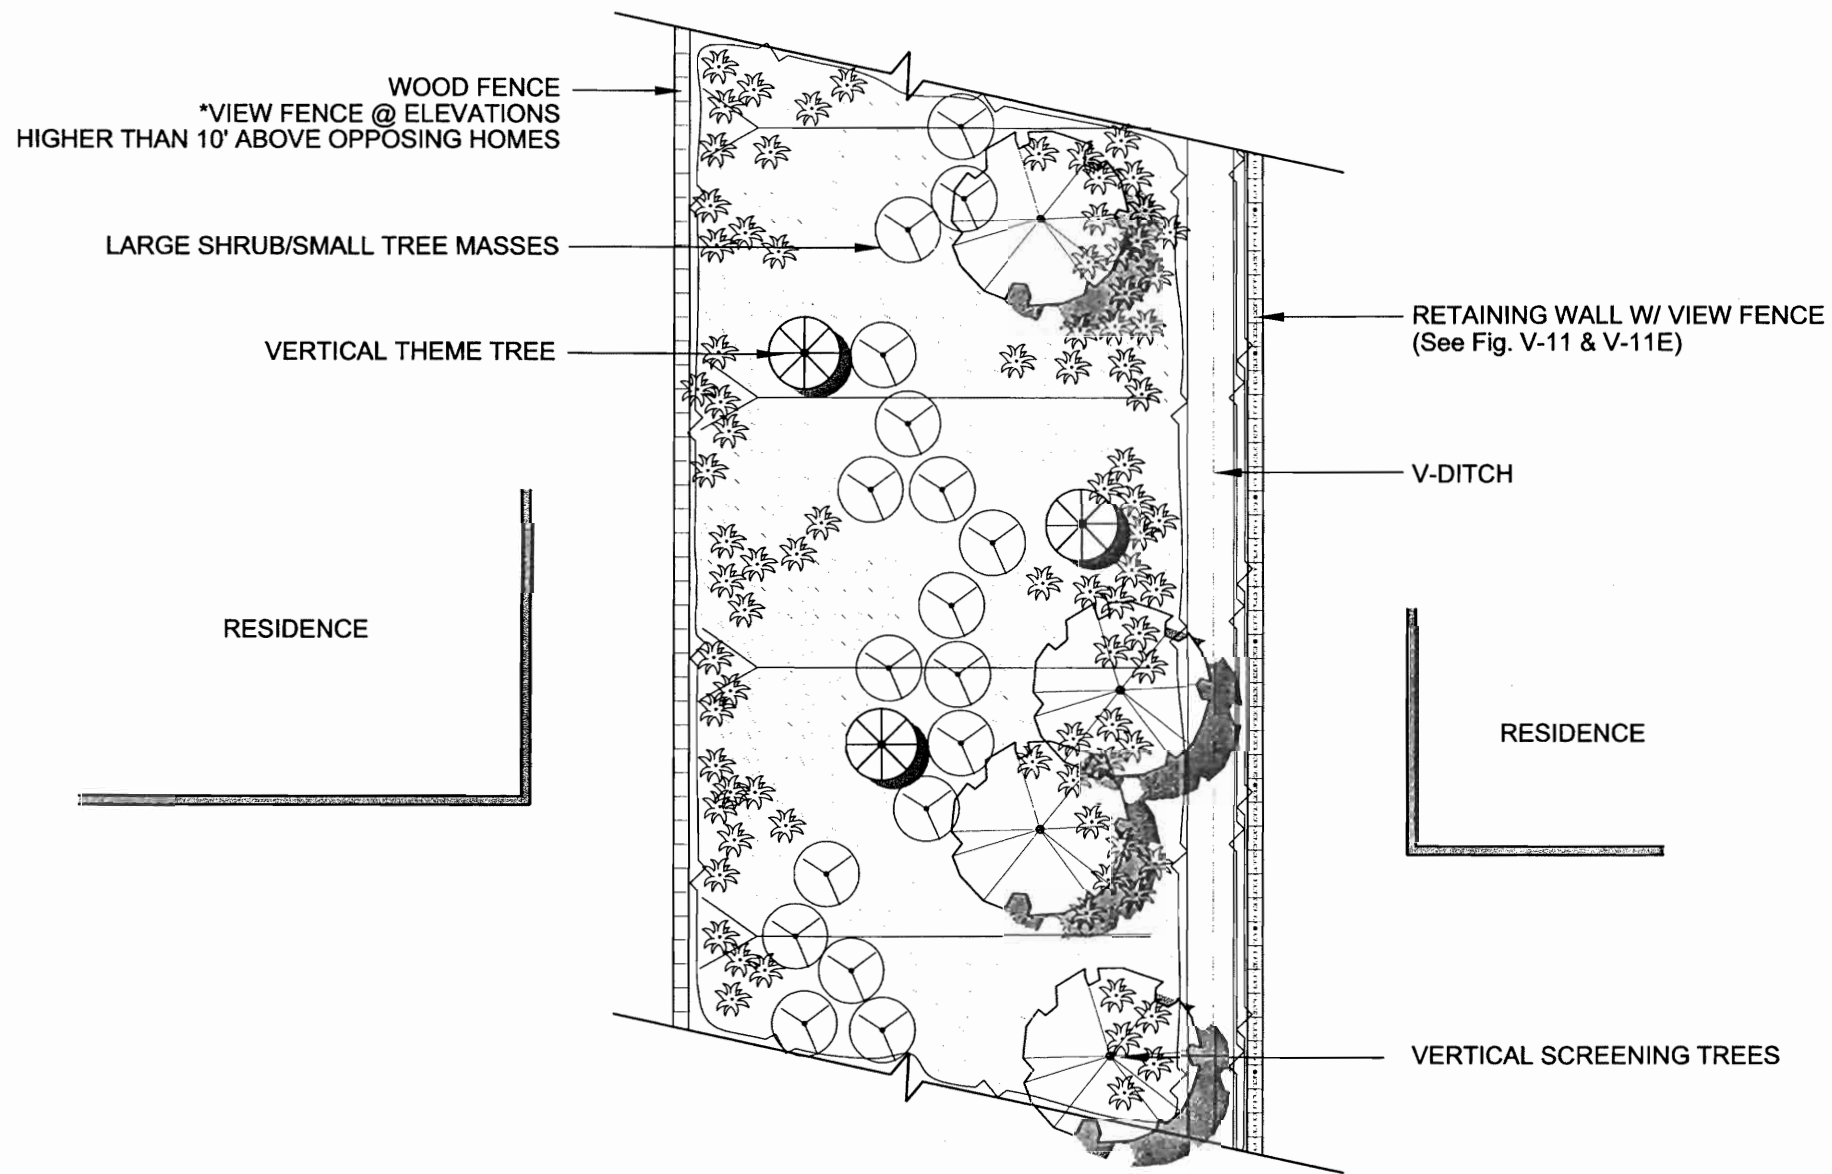 WOOD FENCE
*VIEW FENCE @ ELEVATIONS
HIGHER THAN 10' ABOVE OPPOSING HOMES
LARGE SHRUB/SMALL TREE MASSES
VERTICAL THEME TREE
RESIDENCE
RETAINING WALL W/ VIEW FENCE
(See Fig. V-11 & V-11E)
V-DITCH
RESIDENCE
VERTICAL SCREENING TREES